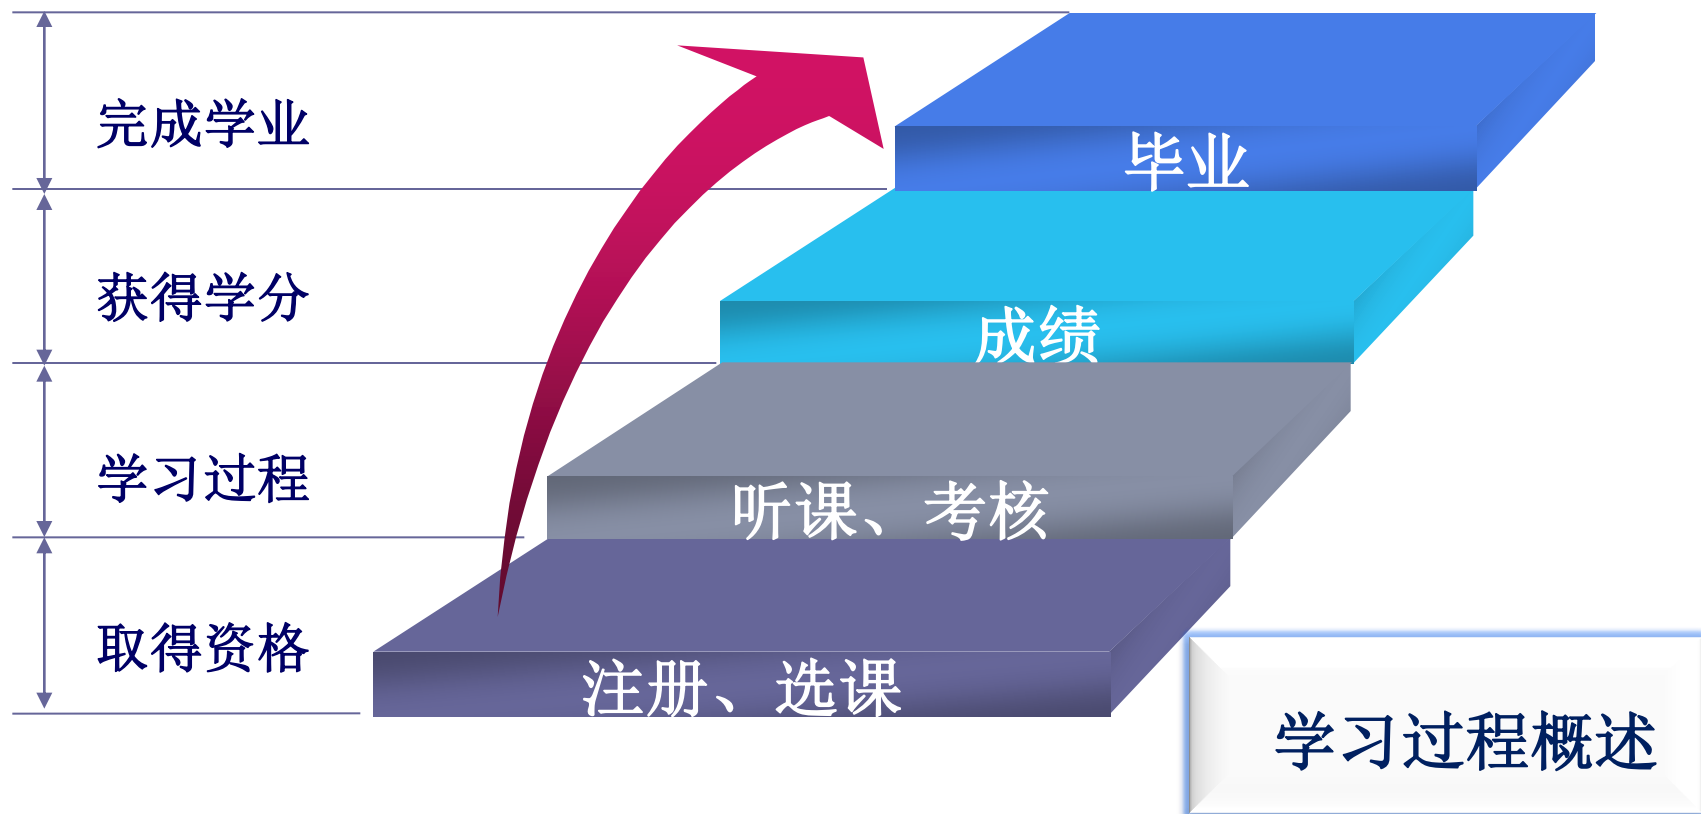 完成学业
毕业
获得学分
成绩
学习过程
听课、考核
取得资格
注册、选课
学习过程概述